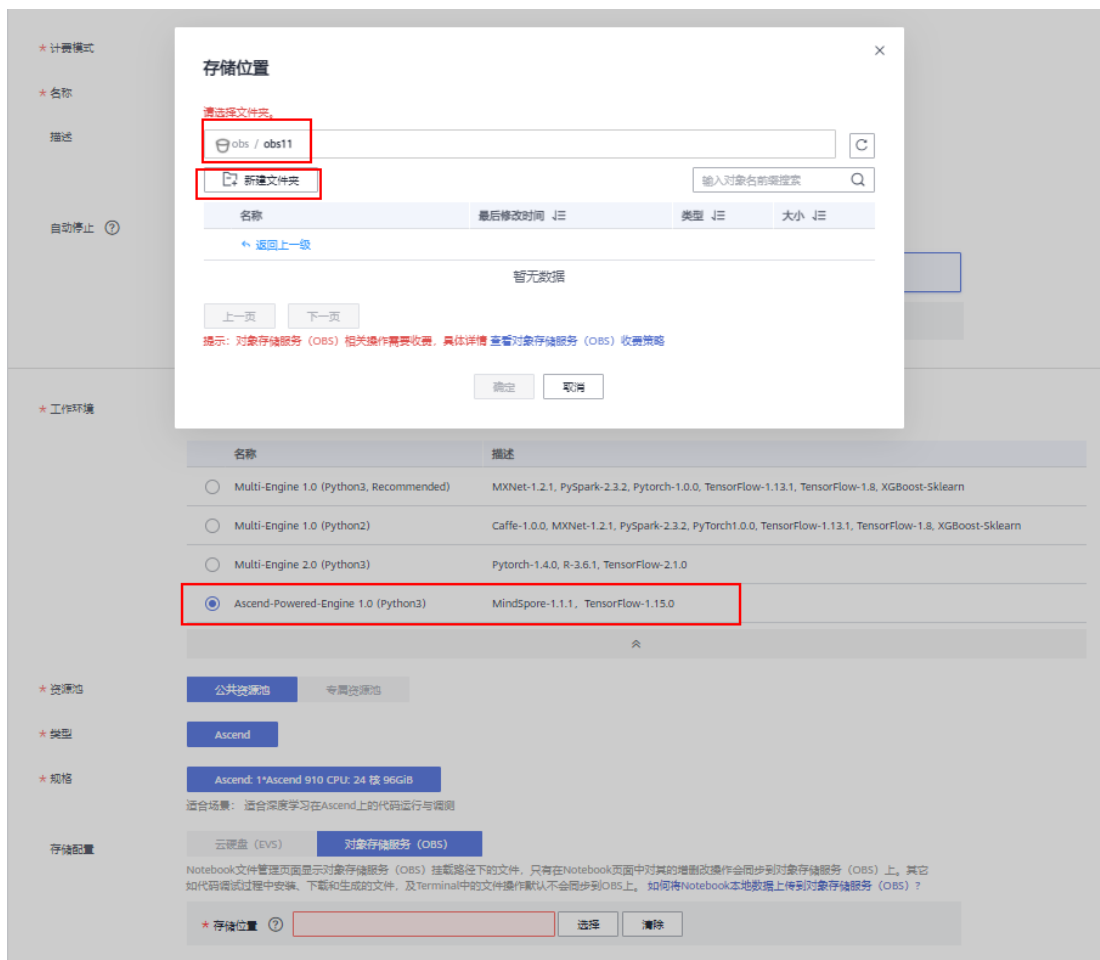 * 计费模式
存储位置
* 名称
请选择文件夹。
描述
obs / obs11
新建文件夹
输入对象名前缀搜索
名称 最后修改时间 类型 大小
自动停止
返回上一级
暂无数据
上一页 下一页
提示：对象存储服务（OBS）相关操作需要收费，具体详情 查看对象存储服务（OBS）收费策略
确定 取消
* 工作环境
名称 描述
Multi-Engine 1.0 (Python3, Recommended) MXNet-1.2.1, PySpark-2.3.2, Pytorch-1.0.0, TensorFlow-1.13.1, TensorFlow-1.8, XGBoost-Sklearn
Multi-Engine 1.0 (Python2) Caffe-1.0.0, MXNet-1.2.1, PySpark-2.3.2, PyTorch1.0.0, TensorFlow-1.13.1, TensorFlow-1.8, XGBoost-Sklearn
Multi-Engine 2.0 (Python3) Pytorch-1.4.0, R-3.6.1, TensorFlow-2.1.0
Ascend-Powered-Engine 1.0 (Python3) MindSpore-1.1.1，TensorFlow-1.15.0
* 资源池 公共资源池 专属资源池
* 类型 Ascend
* 规格 Ascend: 1*Ascend 910 CPU: 24 核 96GiB
适合场景： 适合深度学习在Ascend上的代码运行与调测
存储配置 云硬盘（EVS） 对象存储服务（OBS）
Notebook文件管理页面显示对象存储服务（OBS）挂载路径下的文件，只有在Notebook页面中对其的增删改操作会同步到对象存储服务（OBS）上。其它
如代码调试过程中安装、下载和生成的文件，及Terminal中的文件操作默认不会同步到OBS上。 如何将Notebook本地数据上传到对象存储服务（OBS）?
* 存储位置 选择 清除